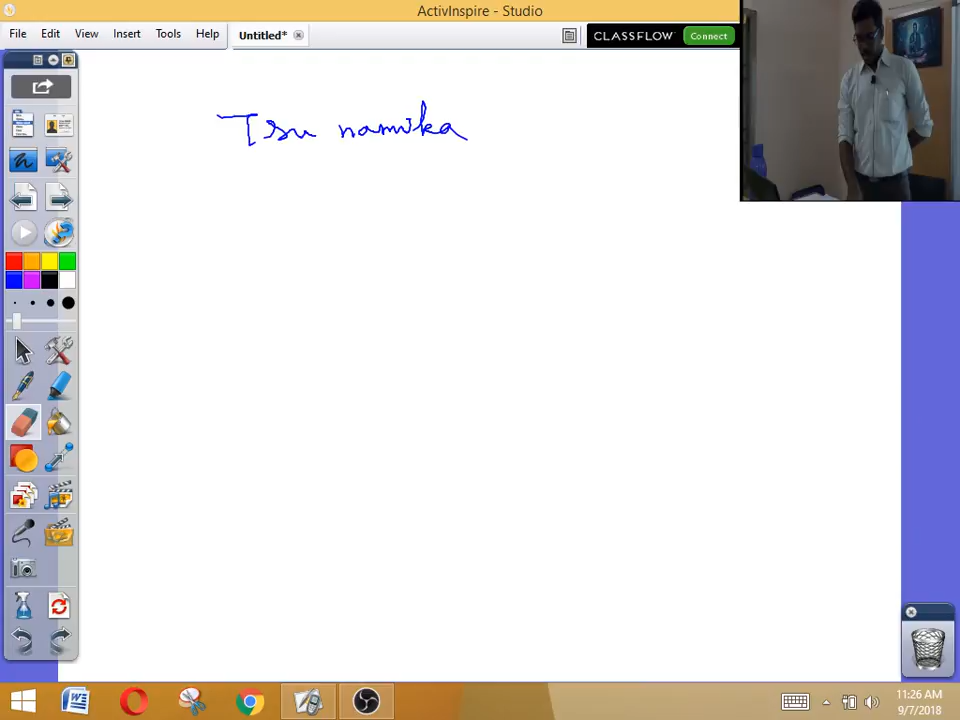 ActivInspire - Studio
File Edit View Insert Tools Help Untitled* CLASSFLOW Connect
Tsu namika
11:26 AM
9/7/2018